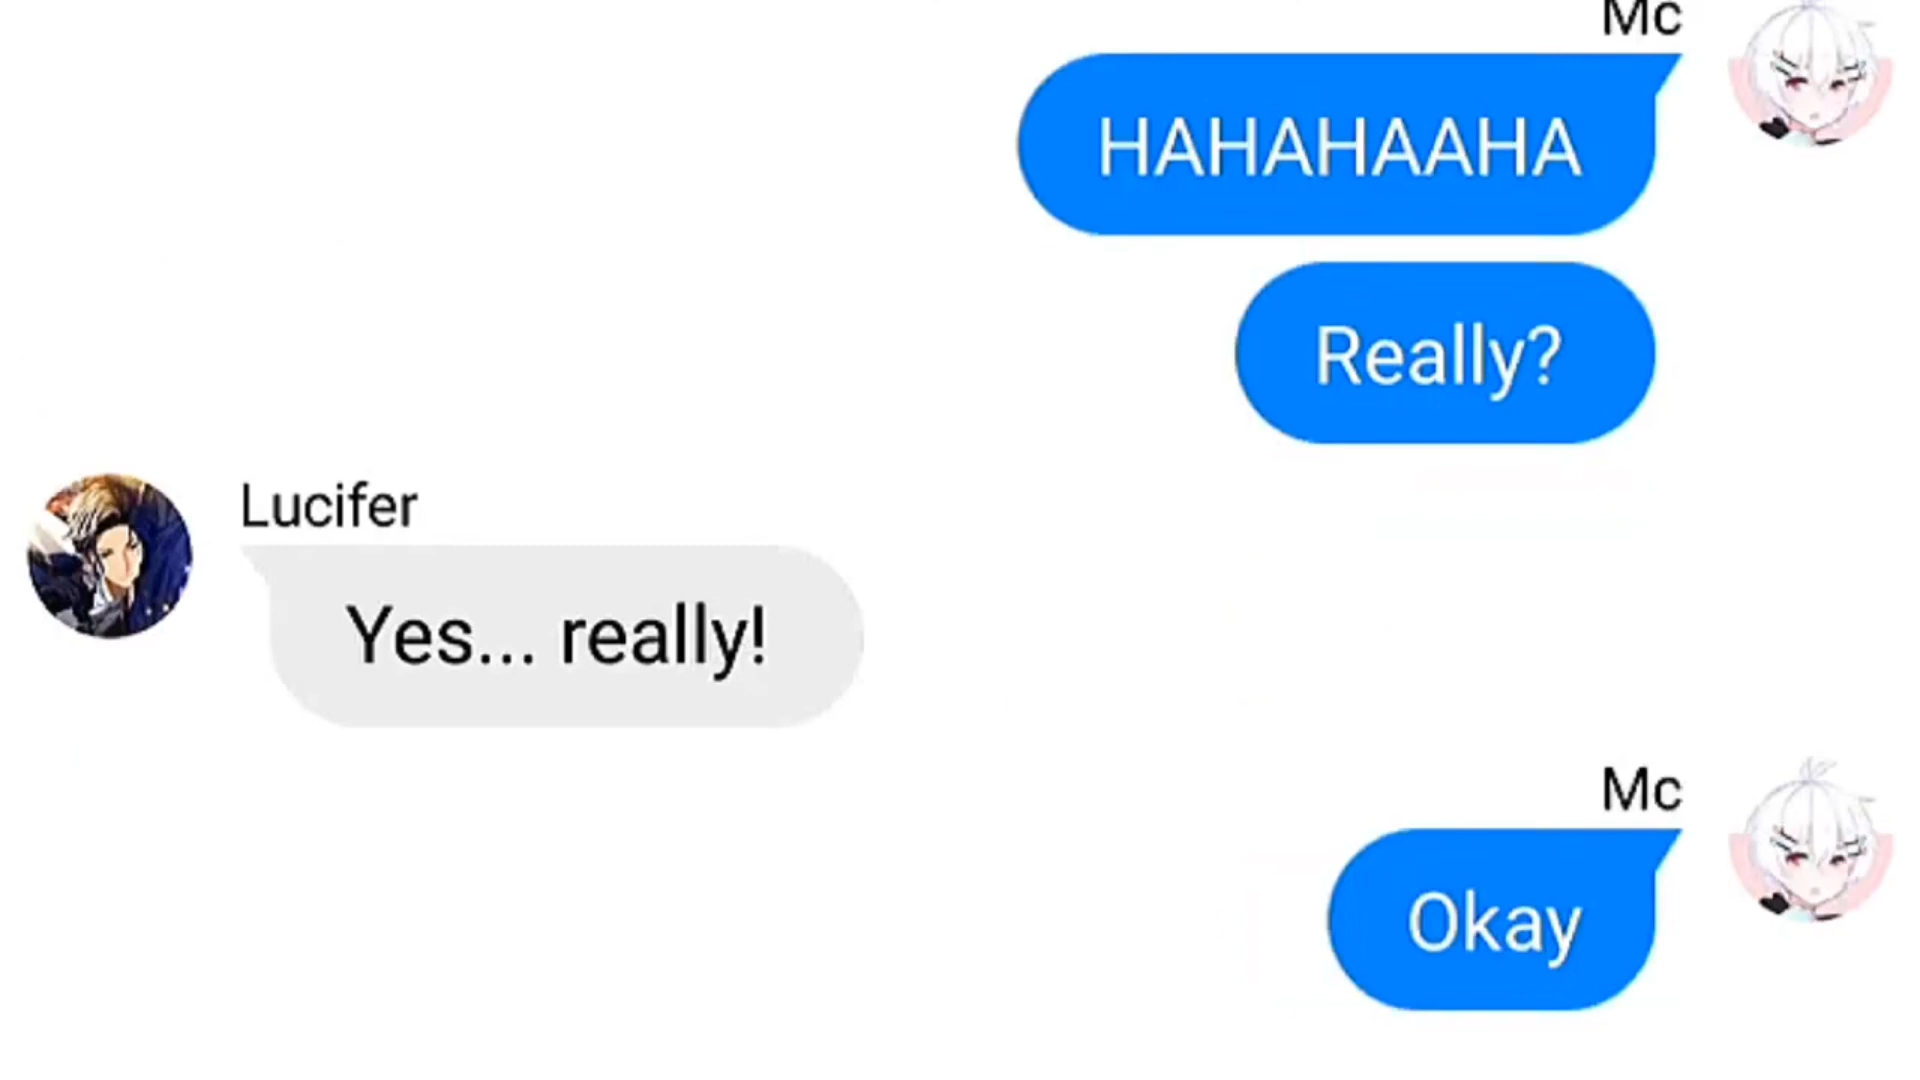 Mc
HAHAHAAHA
Really?
Lucifer
Yes... really!
Mc
Okay